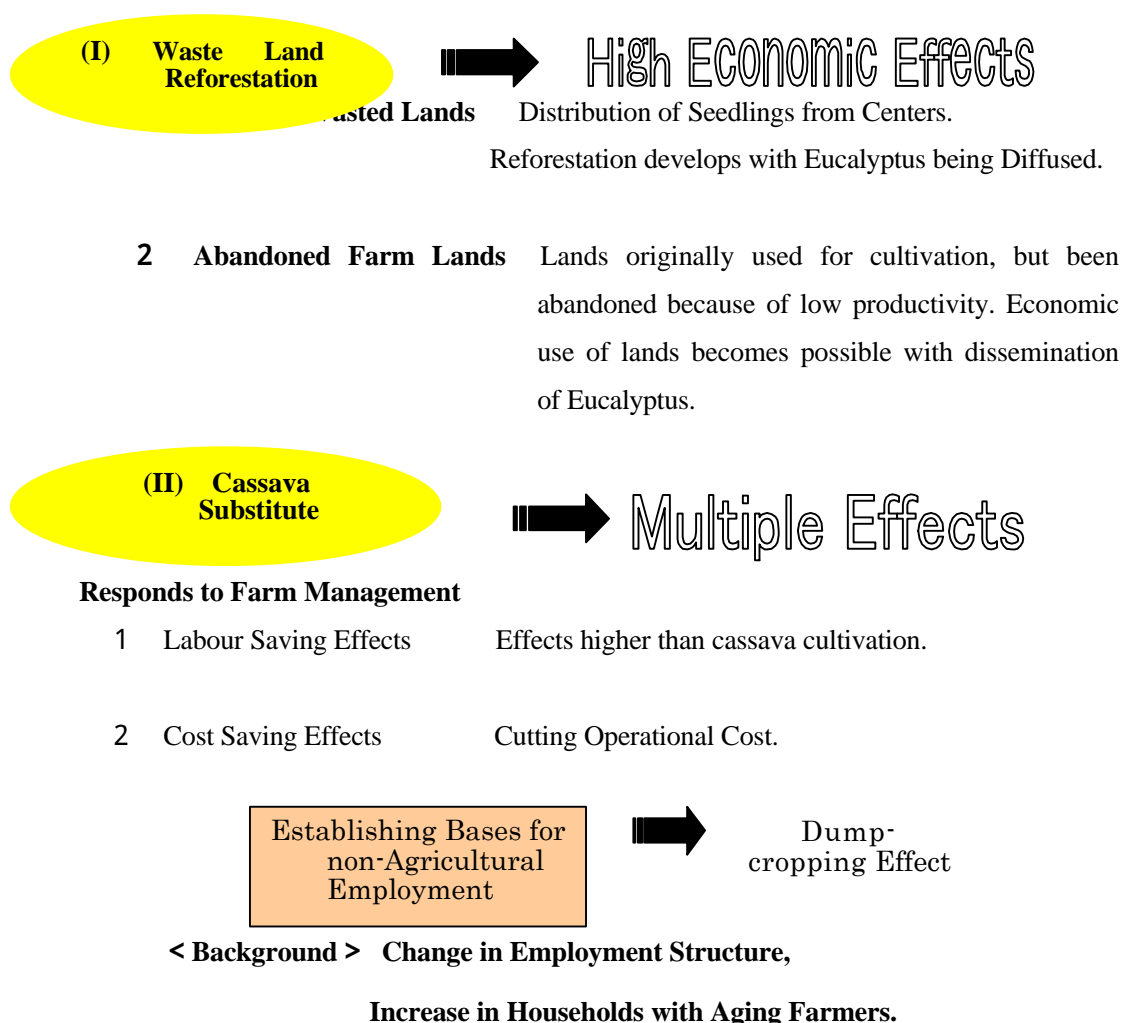 (I) Waste Land
Reforestation
High Economic Effects
asted Lands Distribution of Seedlings from Centers.
Reforestation develops with Eucalyptus being Diffused.
2 Abandoned Farm Lands Lands originally used for cultivation, but been
abandoned because of low productivity. Economic
use of lands becomes possible with dissemination
of Eucalyptus.
(II) Cassava
Substitute
Multiple Effects
Responds to Farm Management
1 Labour Saving Effects Effects higher than cassava cultivation.
2 Cost Saving Effects Cutting Operational Cost.
Establishing Bases for
non-Agricultural
Employment
Dump-
cropping Effect
< Background > Change in Employment Structure,
Increase in Households with Aging Farmers.